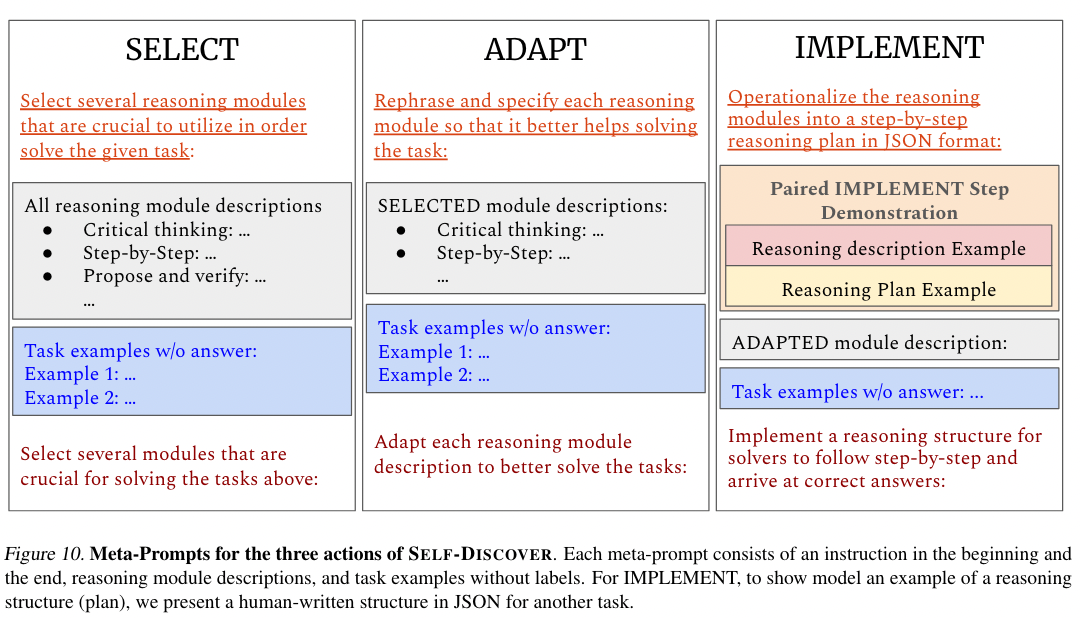 SELECT
Select several reasoning modules
that are crucial to utilize in order
solve the given task:
All reasoning module descriptions
● Critical thinking: ...
● Step-by-Step: ...
● Propose and verify: ...
...
Task examples w/o answer:
Example 1: ...
Example 2: ...
Select several modules that are
crucial for solving the tasks above:
ADAPT
Rephrase and specify each reasoning
module so that it better helps solving
the task:
SELECTED module descriptions:
● Critical thinking: ...
● Step-by-Step: ...
...
Task examples w/o answer:
Example 1: ...
Example 2: ...
Adapt each reasoning module
description to better solve the tasks:
IMPLEMENT
Operationalize the reasoning
modules into a step-by-step
reasoning plan in JSON format:
Paired IMPLEMENT Step
Demonstration
Reasoning description Example
Reasoning Plan Example
ADAPTED module description:
Task examples w/o answer: ...
Implement a reasoning structure for
solvers to follow step-by-step and
arrive at correct answers:
Figure 10. Meta-Prompts for the three actions of SELF-DISCOVER. Each meta-prompt consists of an instruction in the beginning and
the end, reasoning module descriptions, and task examples without labels. For IMPLEMENT, to show model an example of a reasoning
structure (plan), we present a human-written structure in JSON for another task.